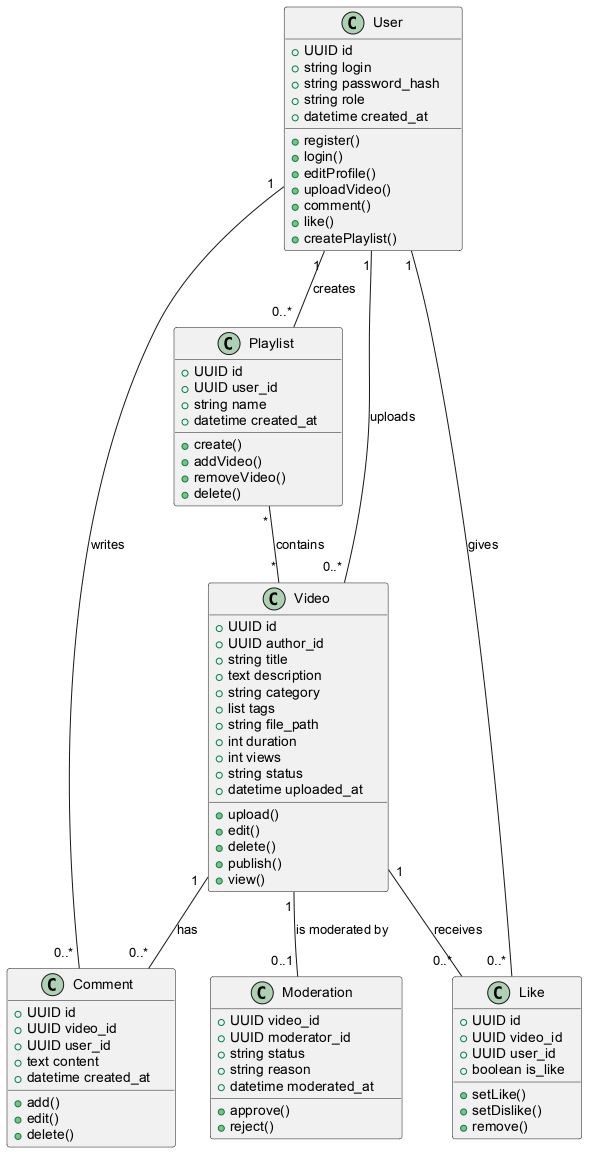 C User
UUID id
string login
string password_hash
string role
datetime created_at
register()
login()
editProfile()
uploadVideo()
comment()
like()
createPlaylist()
1
1
1
1
creates
0..*
C Playlist
UUID id
UUID user_id
string name
datetime created_at
create()
addVideo()
removeVideo()
delete()
uploads
writes
*
contains
gives
*
0..*
C Video
UUID id
UUID author_id
string title
text description
string category
list tags
string file_path
int duration
int views
string status
datetime uploaded_at
upload()
edit()
delete()
publish()
view()
1
1
1
has
is moderated by
receives
0..*
0..*
0..1
0..*
0..*
C Comment
UUID id
UUID video_id
UUID user_id
text content
datetime created_at
add()
edit()
delete()
C Moderation
UUID video_id
UUID moderator_id
string status
string reason
datetime moderated_at
approve()
reject()
C Like
UUID id
UUID video_id
UUID user_id
boolean is_like
setLike()
setDislike()
remove()